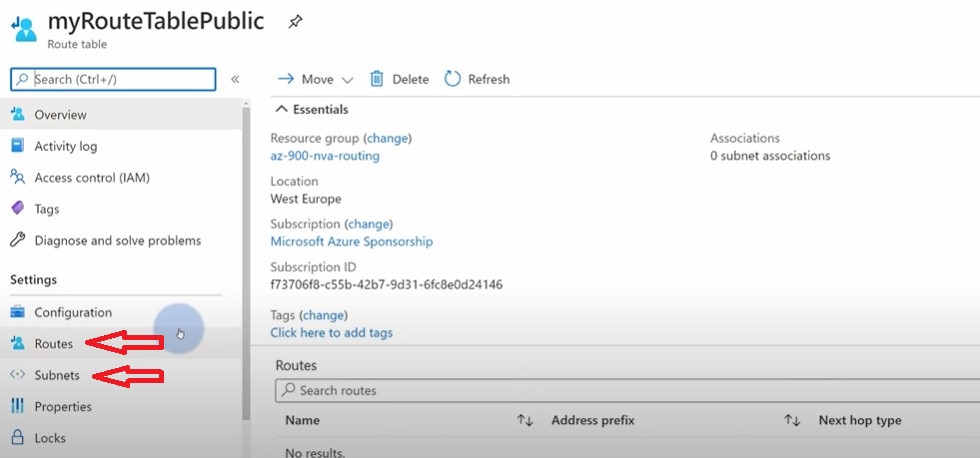 myRouteTablePublic
Route table
Search (Ctrl+/)
«
Move
Delete
Refresh
Overview
Activity log
Access control (IAM)
Tags
Diagnose and solve problems
Settings
Configuration
Routes
Subnets
Properties
Locks
Essentials
Resource group (change)
az-900-nva-routing
Location
West Europe
Subscription (change)
Microsoft Azure Sponsorship
Subscription ID
f73706f8-c55b-42b7-9d31-6fc8e0d24146
Tags (change)
Click here to add tags
Associations
0 subnet associations
Routes
Search routes
Name Address prefix Next hop type
No results.